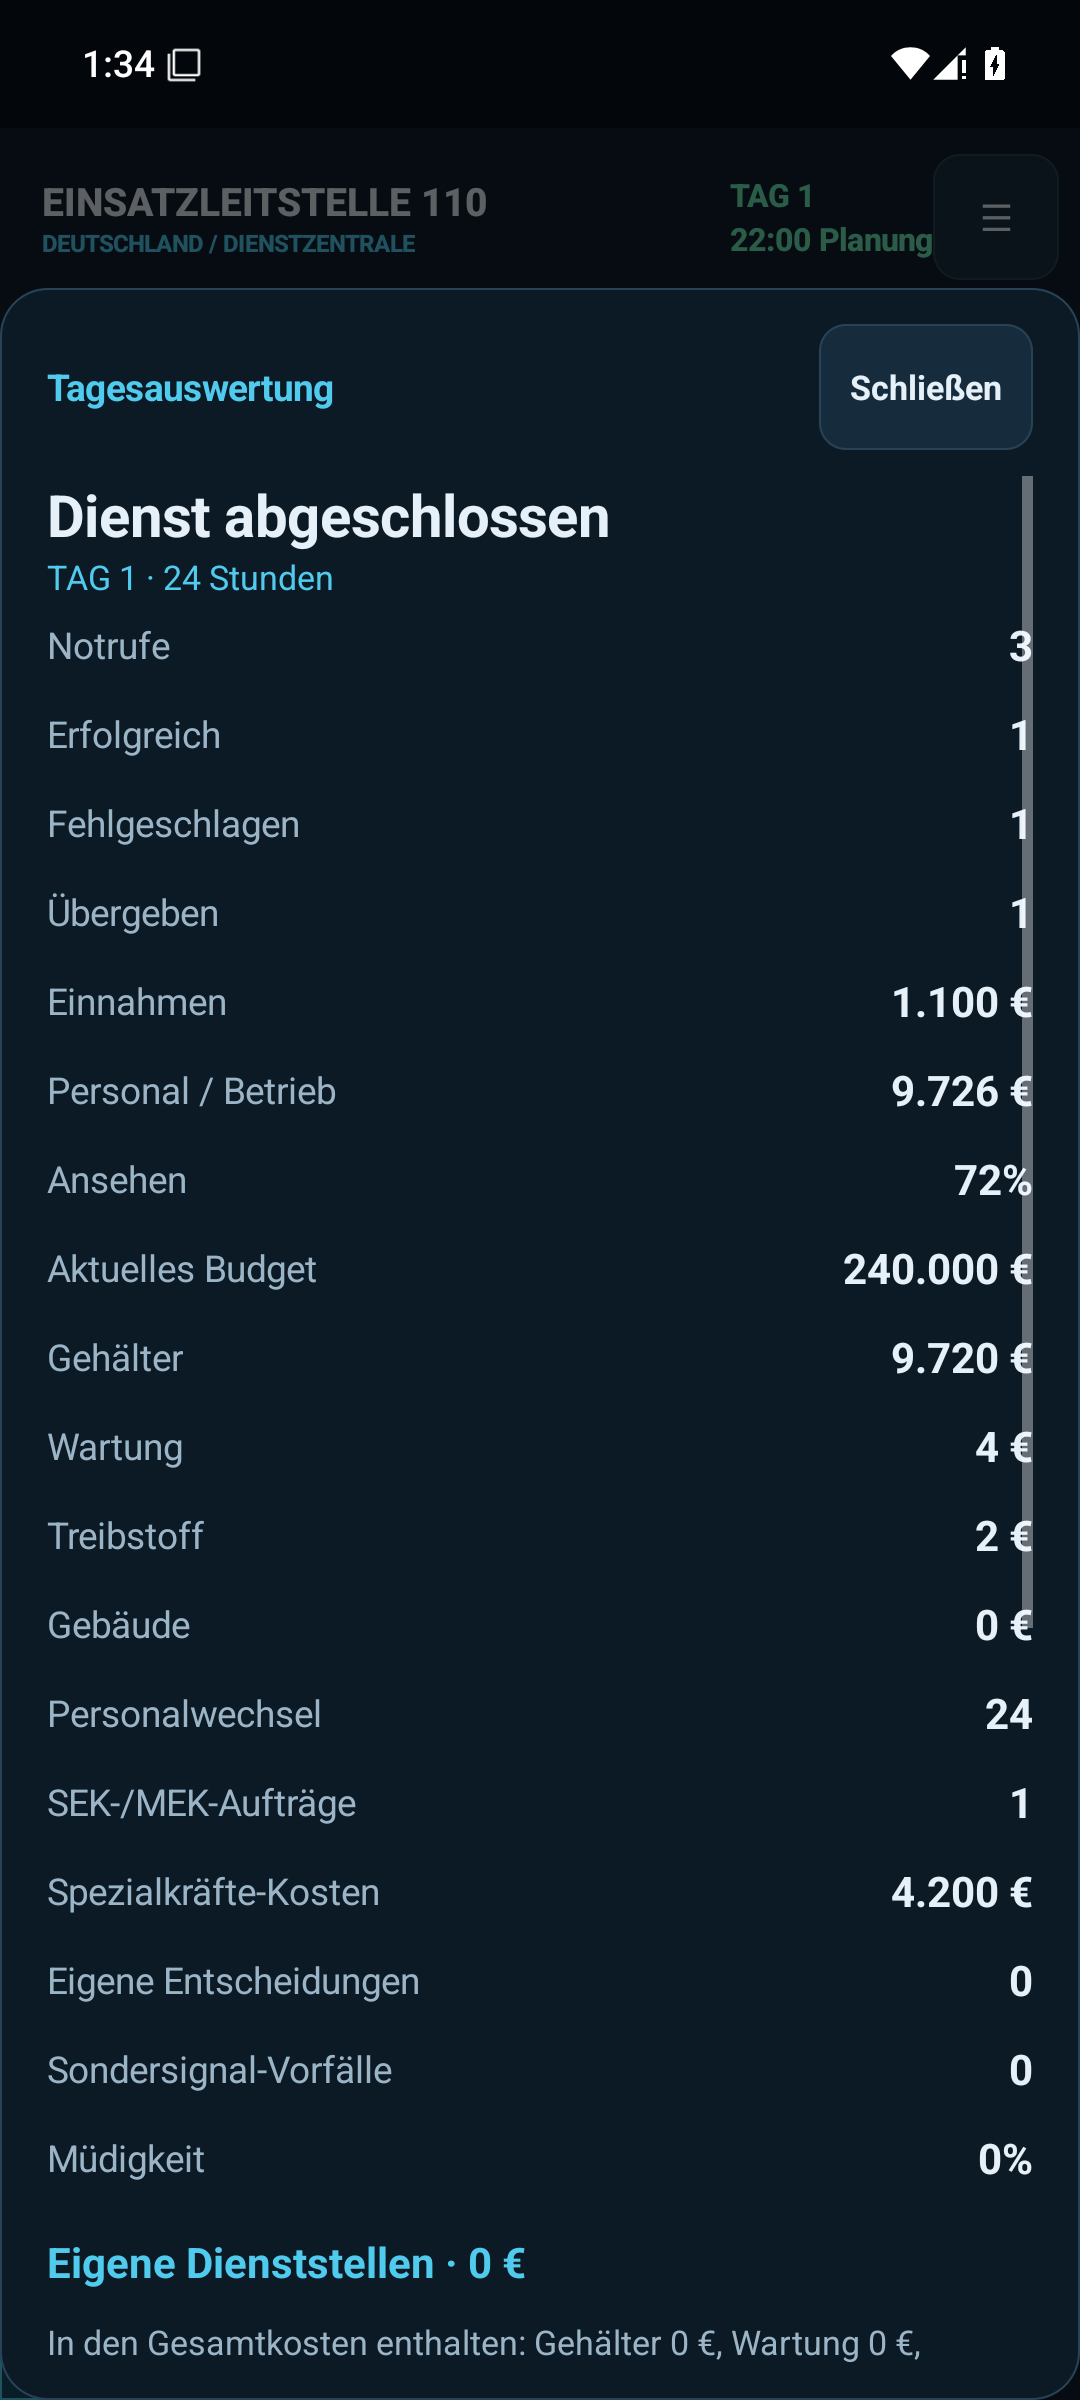 1:34
EINSATZLEITSTELLE 110
DEUTSCHLAND / DIENSTZENTRALE
TAG 1
22:00 Planung
Tagesauswertung
Schließen
Dienst abgeschlossen
TAG 1 · 24 Stunden
Notrufe 3
Erfolgreich 1
Fehlgeschlagen 1
Übergeben 1
Einnahmen 1.100 €
Personal / Betrieb 9.726 €
Ansehen 72%
Aktuelles Budget 240.000 €
Gehälter 9.720 €
Wartung 4 €
Treibstoff 2 €
Gebäude 0 €
Personalwechsel 24
SEK-/MEK-Aufträge 1
Spezialkräfte-Kosten 4.200 €
Eigene Entscheidungen 0
Sondersignal-Vorfälle 0
Müdigkeit 0%
Eigene Dienststellen · 0 €
In den Gesamtkosten enthalten: Gehälter 0 €, Wartung 0 €,